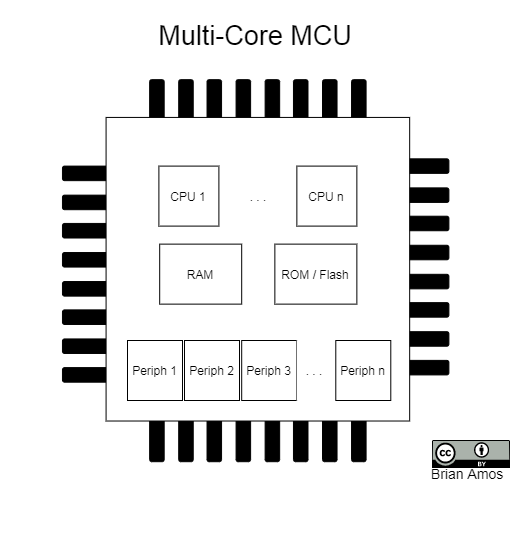 Multi-Core MCU
CPU 1 . . . CPU n
RAM ROM / Flash
Periph 1 Periph 2 Periph 3 . . . Periph n
cc BY
Brian Amos